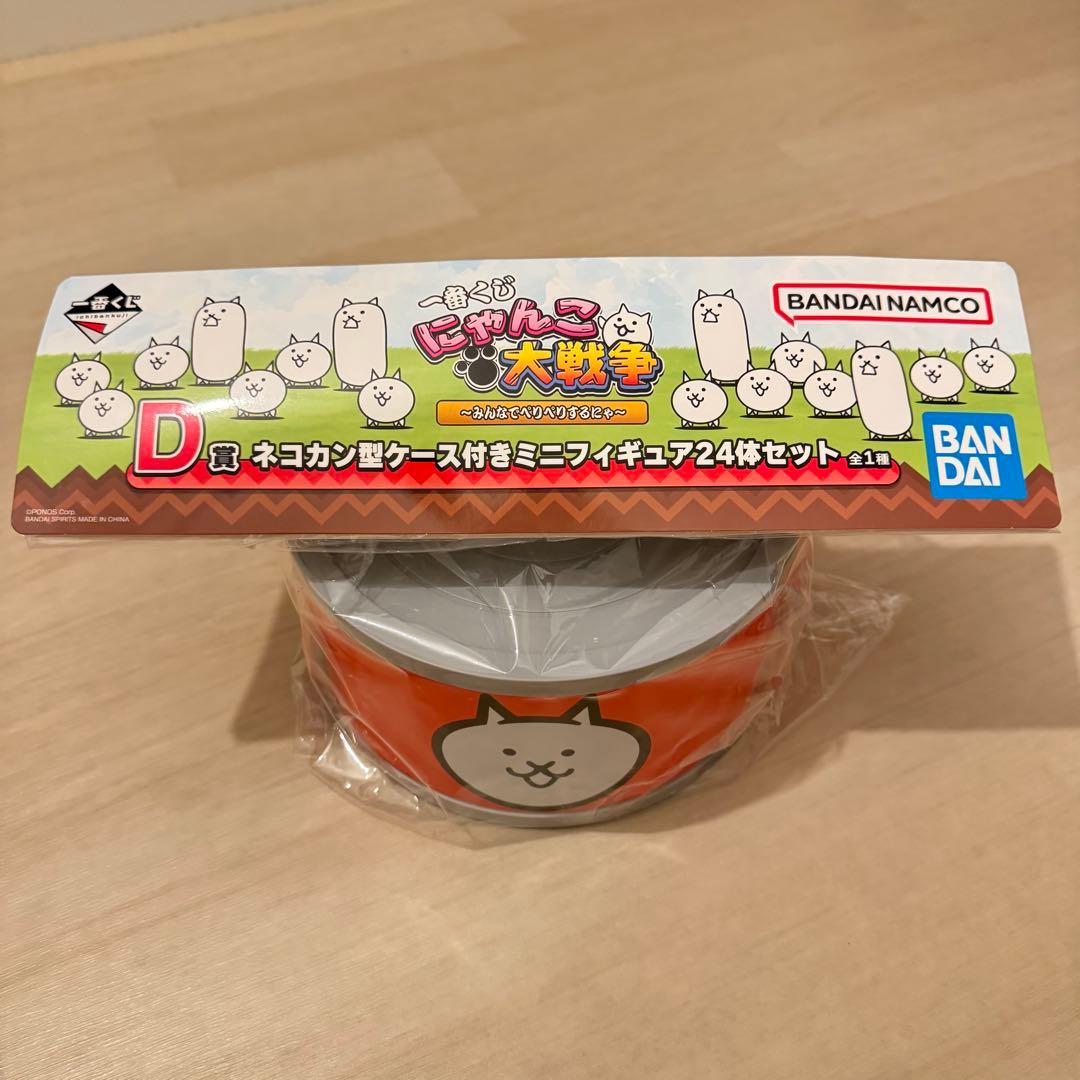 一番くじ
ichibankuji
一番くじ
にゃんこ
大戦争
～みんなでぺりぺりするにゃ～
BANDAI NAMCO
D賞 ネコカン型ケース付きミニフィギュア24体セット 全1種
BAN
DAI
©PONOS Corp.
BANDAI SPIRITS MADE IN CHINA